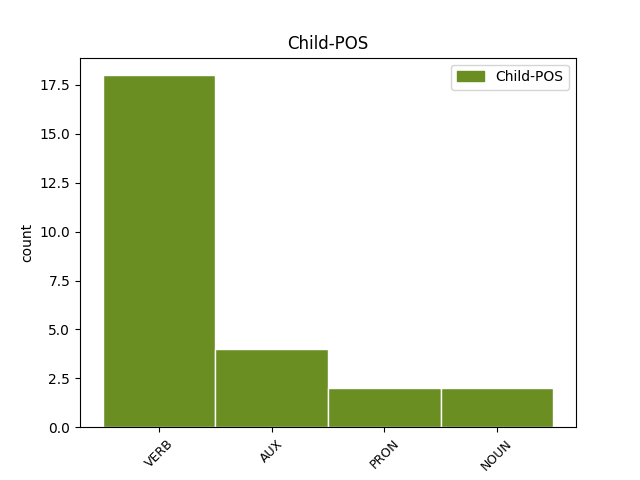 Child-POS
Child-POS
17.5
15.0
12.5
10.0
7.5
5.0
2.5
0.0
count
VERB
AUX
PRON
NOUN